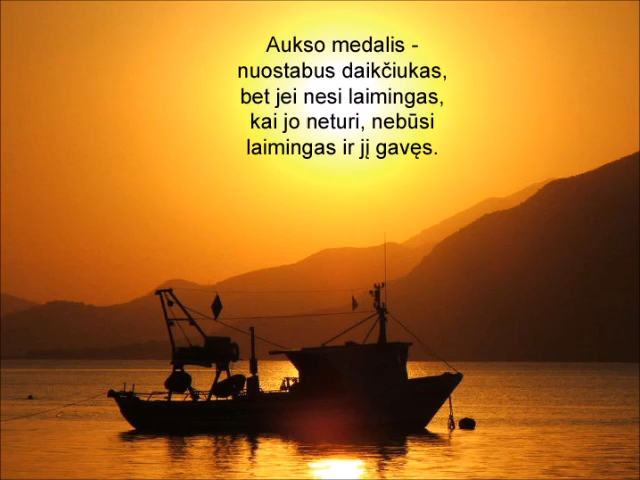 Aukso medalis -
nuostabus daikčiukas,
bet jei nesi laimingas,
kai jo neturi, nebūsi
laimingas ir jį gavęs.